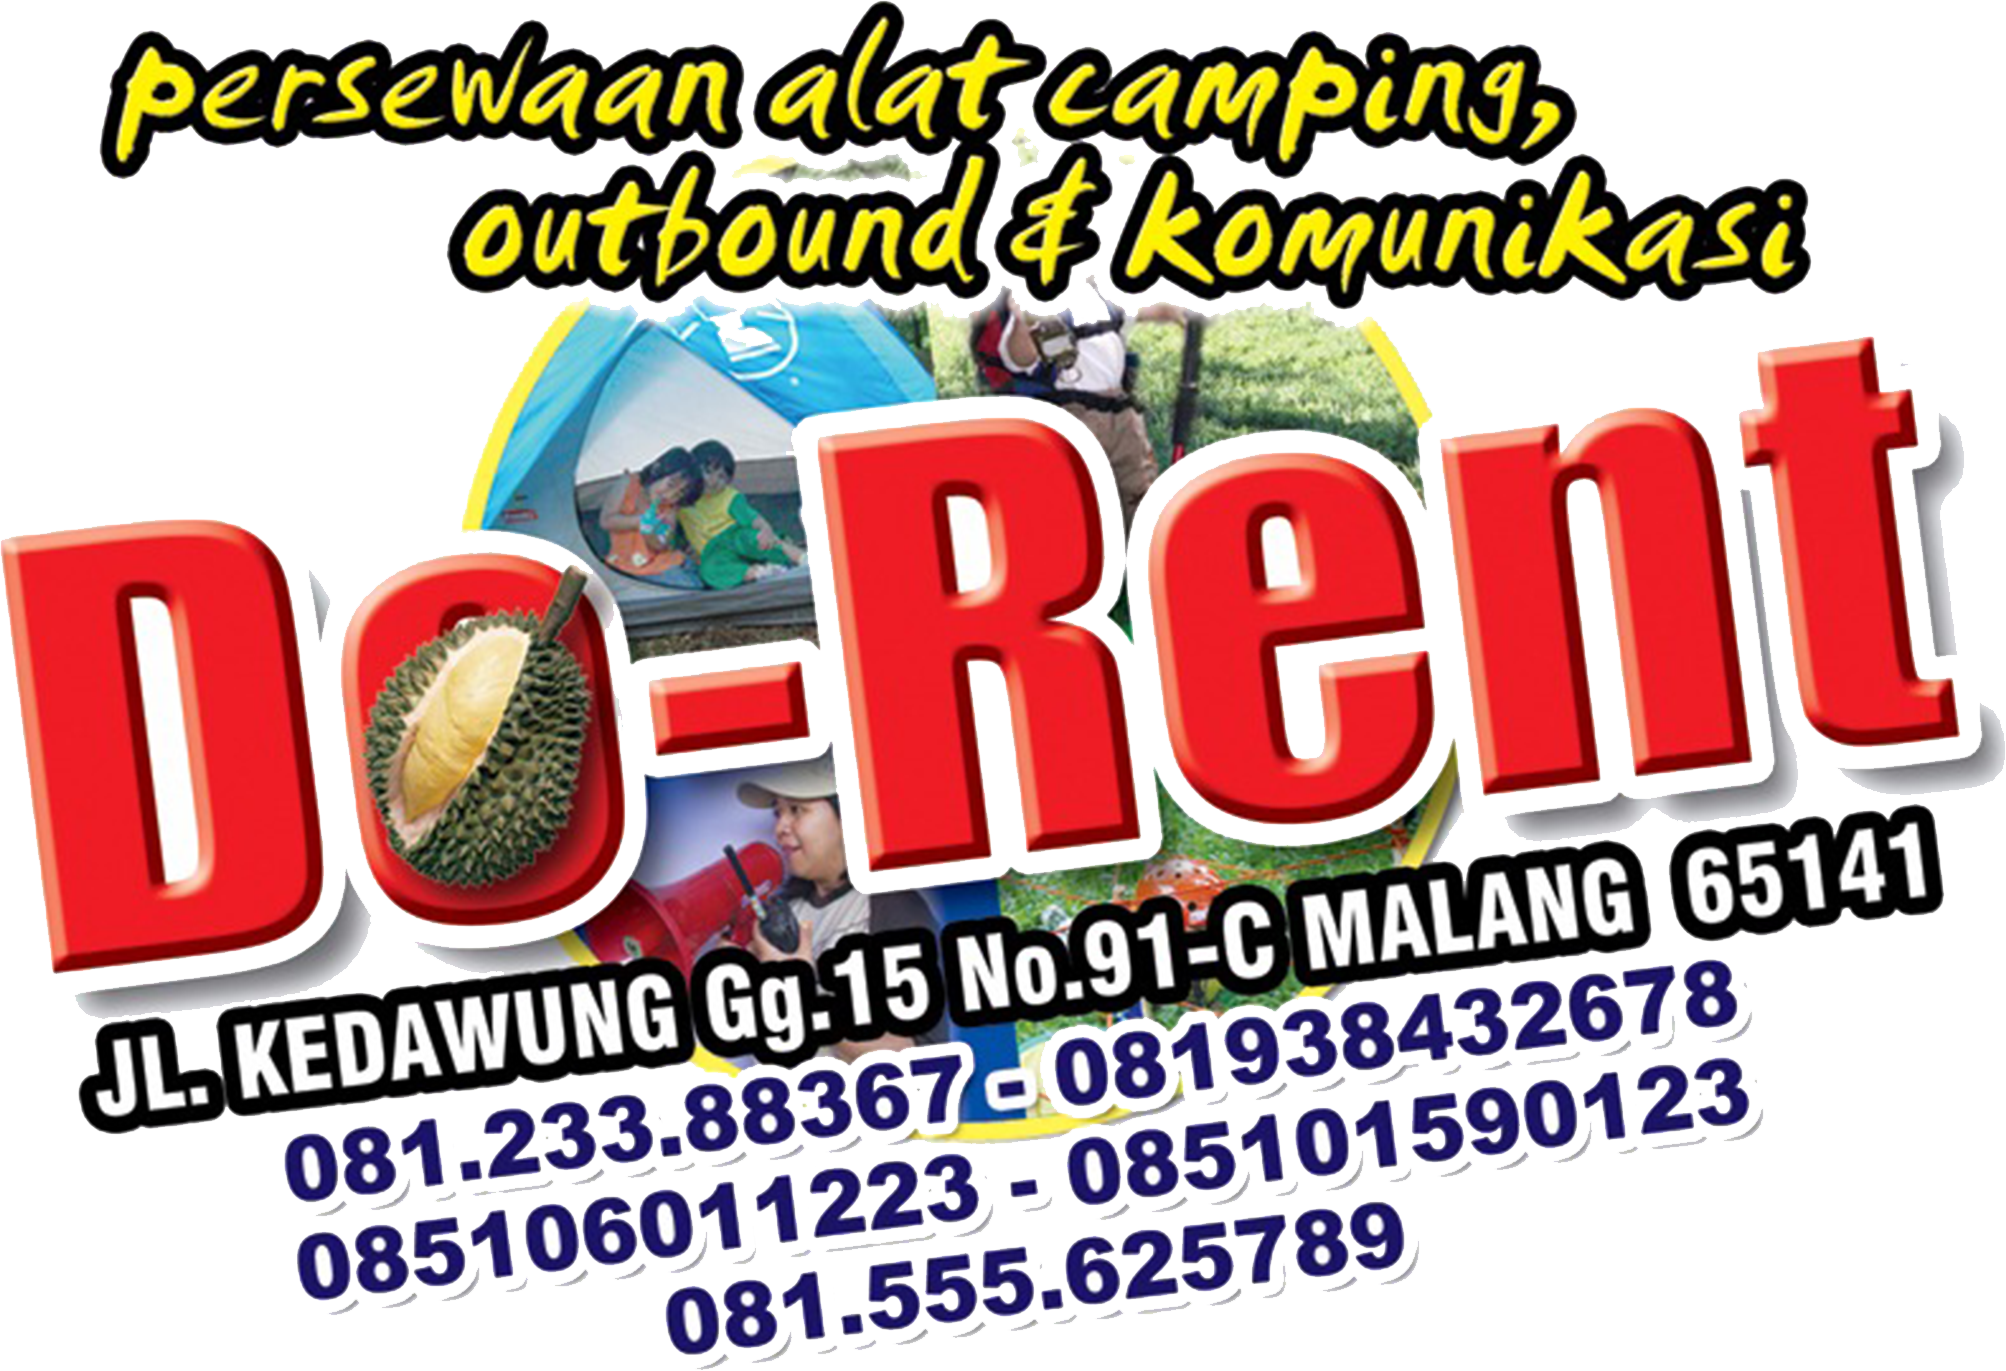 persewaan alat camping,
outbound & komunikasi
Do-Rent
JL. KEDAWUNG Gg.15 No.91-C MALANG 65141
081.233.88367 - 081938432678
085106011223 - 085101590123
081.555.625789